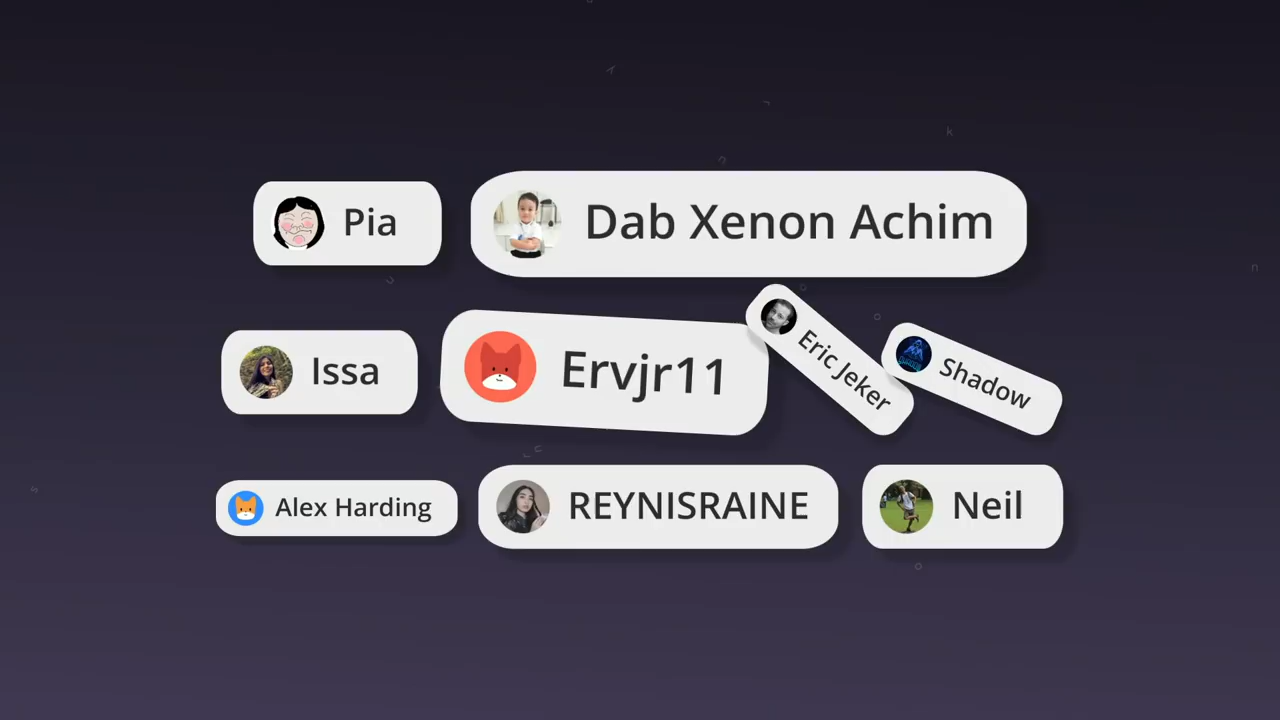 Pia
Dab Xenon Achim
Issa
Ervjr11
Eric Jeker
Shadow
Alex Harding
REYNISRAINE
Neil